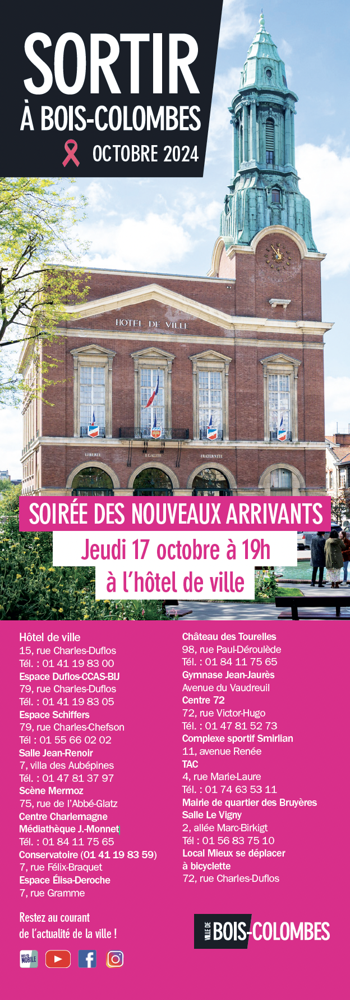 SORTIR
À BOIS-COLOMBES
OCTOBRE 2024
HOTEL DE VILLE
LIBERTE
EGALITE
FRATERNITE
SOIRÉE DES NOUVEAUX ARRIVANTS
Jeudi 17 octobre à 19h
à l'hôtel de ville
Hôtel de ville
15, rue Charles-Duflos
Tél. : 01 41 19 83 00
Espace Duflos-CCAS-BIJ
79, rue Charles-Duflos
Tél. : 01 41 19 83 05
Espace Schiffers
79, rue Charles-Chefson
Tél : 01 55 66 02 02
Salle Jean-Renoir
7, villa des Aubépines
Tél. : 01 47 81 37 97
Scène Mermoz
75, rue de l'Abbé-Glatz
Centre Charlemagne
Médiathèque J.-Monnet
Tél. : 01 84 11 75 65
Conservatoire (01 41 19 83 59)
7, rue Félix-Braquet
Espace Élisa-Deroche
7, rue Gramme
Château des Tourelles
98, rue Paul-Déroulède
Tél. : 01 84 11 75 65
Gymnase Jean-Jaurès
Avenue du Vaudreuil
Centre 72
72, rue Victor-Hugo
Tél. : 01 47 81 52 73
Complexe sportif Smirlian
11, avenue Renée
TAC
4, rue Marie-Laure
Tél. : 01 74 63 53 11
Mairie de quartier des Bruyères
Salle Le Vigny
2, allée Marc-Birkigt
Tél : 01 56 83 75 10
Local Mieux se déplacer
à bicyclette
72, rue Charles-Duflos
Restez au courant
de l'actualité de la ville !
BOIS-CO
MOBILE
VILLE DE
BOIS-COLOMBES